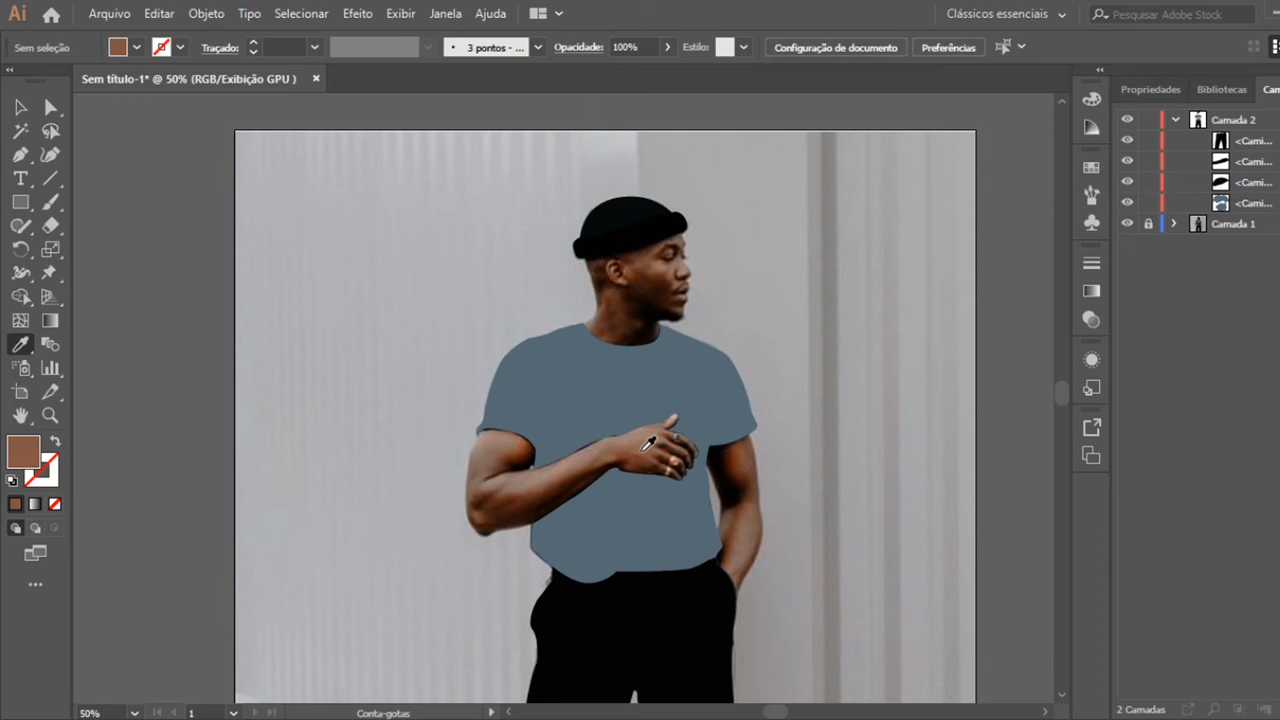 Ai Arquivo Editar Objeto Tipo Selecionar Efeito Exibir Janela Ajuda Clássicos essenciais Pesquisar Adobe Stock
Sem seleção Traçado: 3 pontos - ... Opacidade: 100% Estilo: Configuração de documento Preferências
Sem título-1* @ 50% (RGB/Exibição GPU ) ×
Propriedades Bibliotecas Cam
Camada 2
<Cami...
<Cami...
<Cami...
<Cami...
Camada 1
50% 1 Conta-gotas 2 Camadas